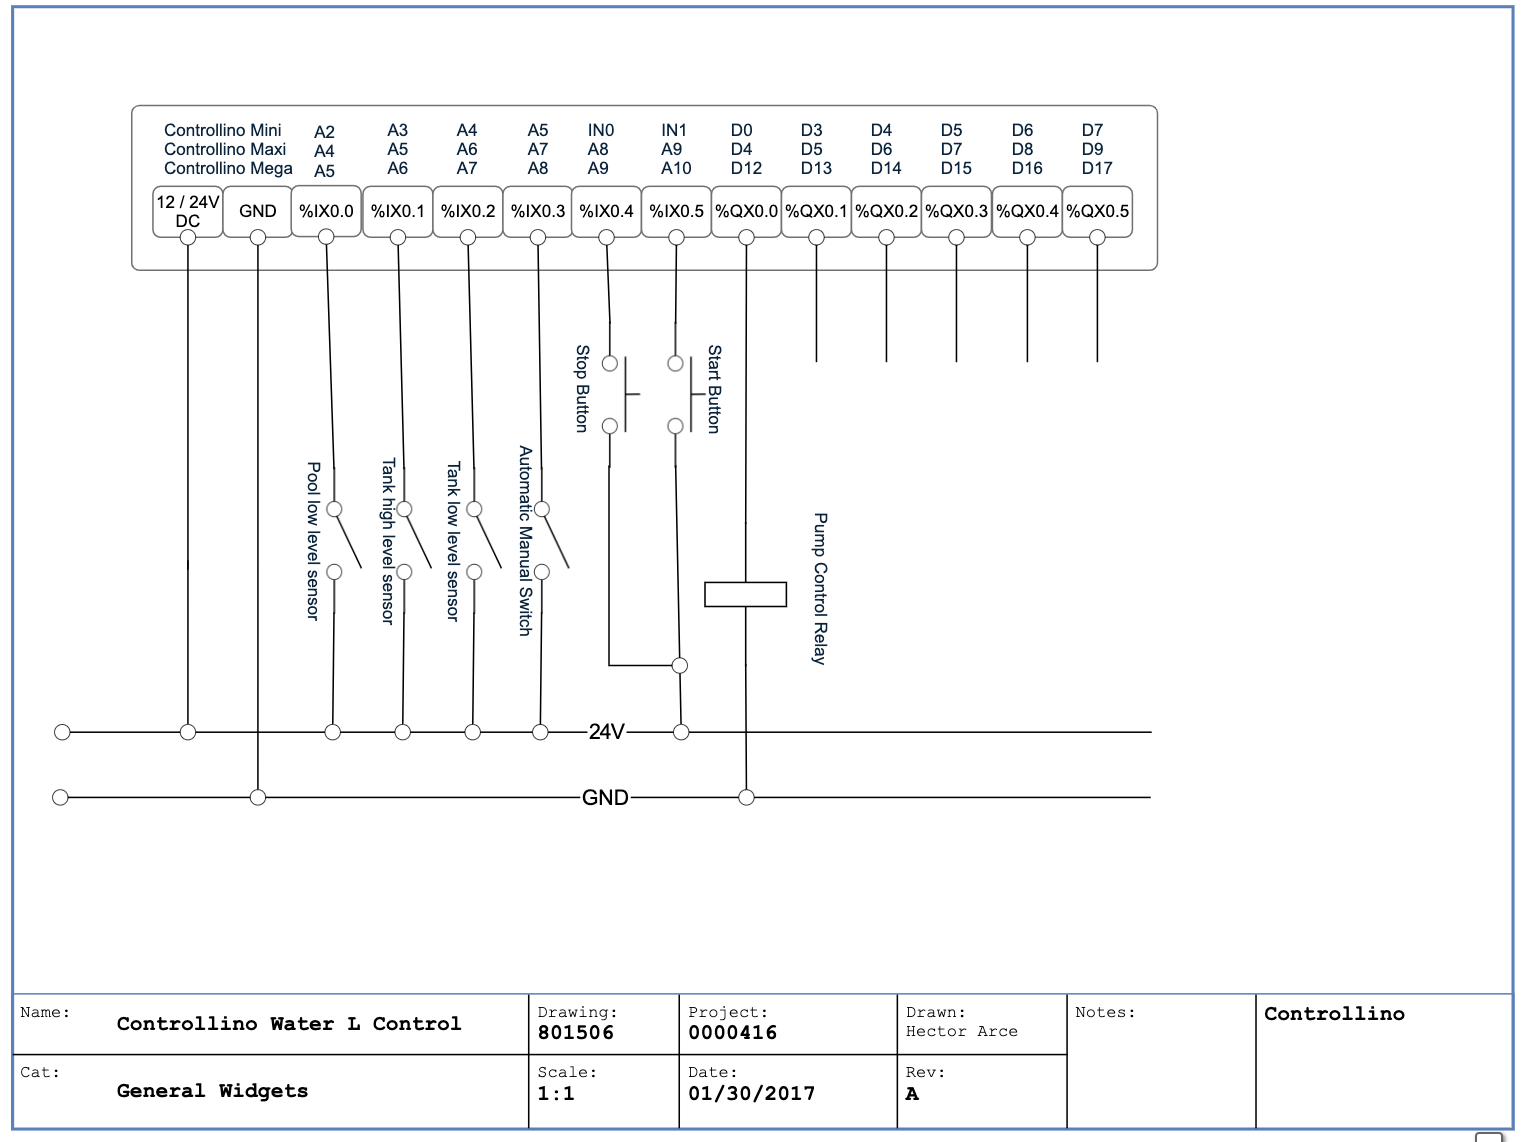 Controllino Mini A2 A3 A4 A5 IN0 IN1 D0 D3 D4 D5 D6 D7
Controllino Maxi A4 A5 A6 A7 A8 A9 D4 D5 D6 D7 D8 D9
Controllino Mega A5 A6 A7 A8 A9 A10 D12 D13 D14 D15 D16 D17
12 / 24V
DC
GND
%IX0.0
%IX0.1
%IX0.2
%IX0.3
%IX0.4
%IX0.5
%QX0.0
%QX0.1
%QX0.2
%QX0.3
%QX0.4
%QX0.5
Pool low level sensor
Tank high level sensor
Tank low level sensor
Automatic Manual Switch
Stop Button
Start Button
Pump Control Relay
24V
GND
Name:
Controllino Water L Control
Drawing:
801506
Project:
0000416
Drawn:
Hector Arce
Notes:
Controllino
Cat:
General Widgets
Scale:
1:1
Date:
01/30/2017
Rev:
A